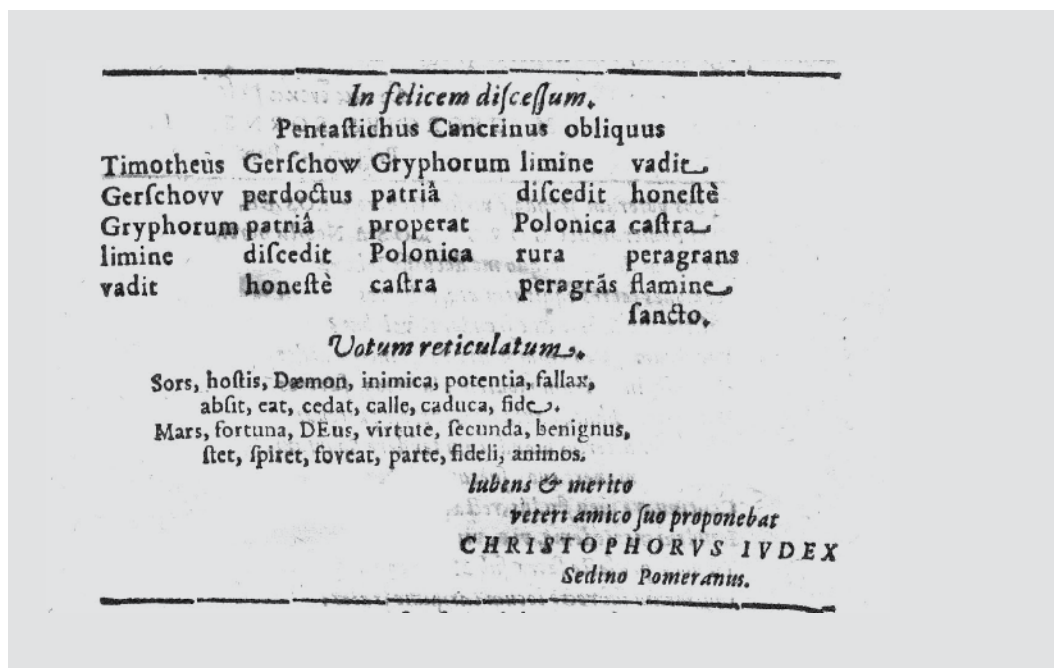 In felicem diſceſſum.
Pentaſtichus Cancrinus obliquus
Timotheus Gerſchow Gryphorum limine vadit
Gerſchovv perdoctus patriâ diſcedit honeſtè
Gryphorum patriâ properat Polonica caſtra
limine diſcedit Polonica rura peragrans
vadit honeſtè caſtra peragrãs flamine
ſancto.
Votum reticulatum.
Sors, hoſtis, Dæmon, inimica, potentia, fallax,
abſit, eat, cedat, calle, caduca, fide.
Mars, fortuna, DEus, virtute, ſecunda, benignus,
ſtet, ſpiret, foveat, parte, fideli, animos.
lubens & merito
veteri amico ſuo proponebat
CHRISTOPHORVS IVDEX
Sedino Pomeranus.